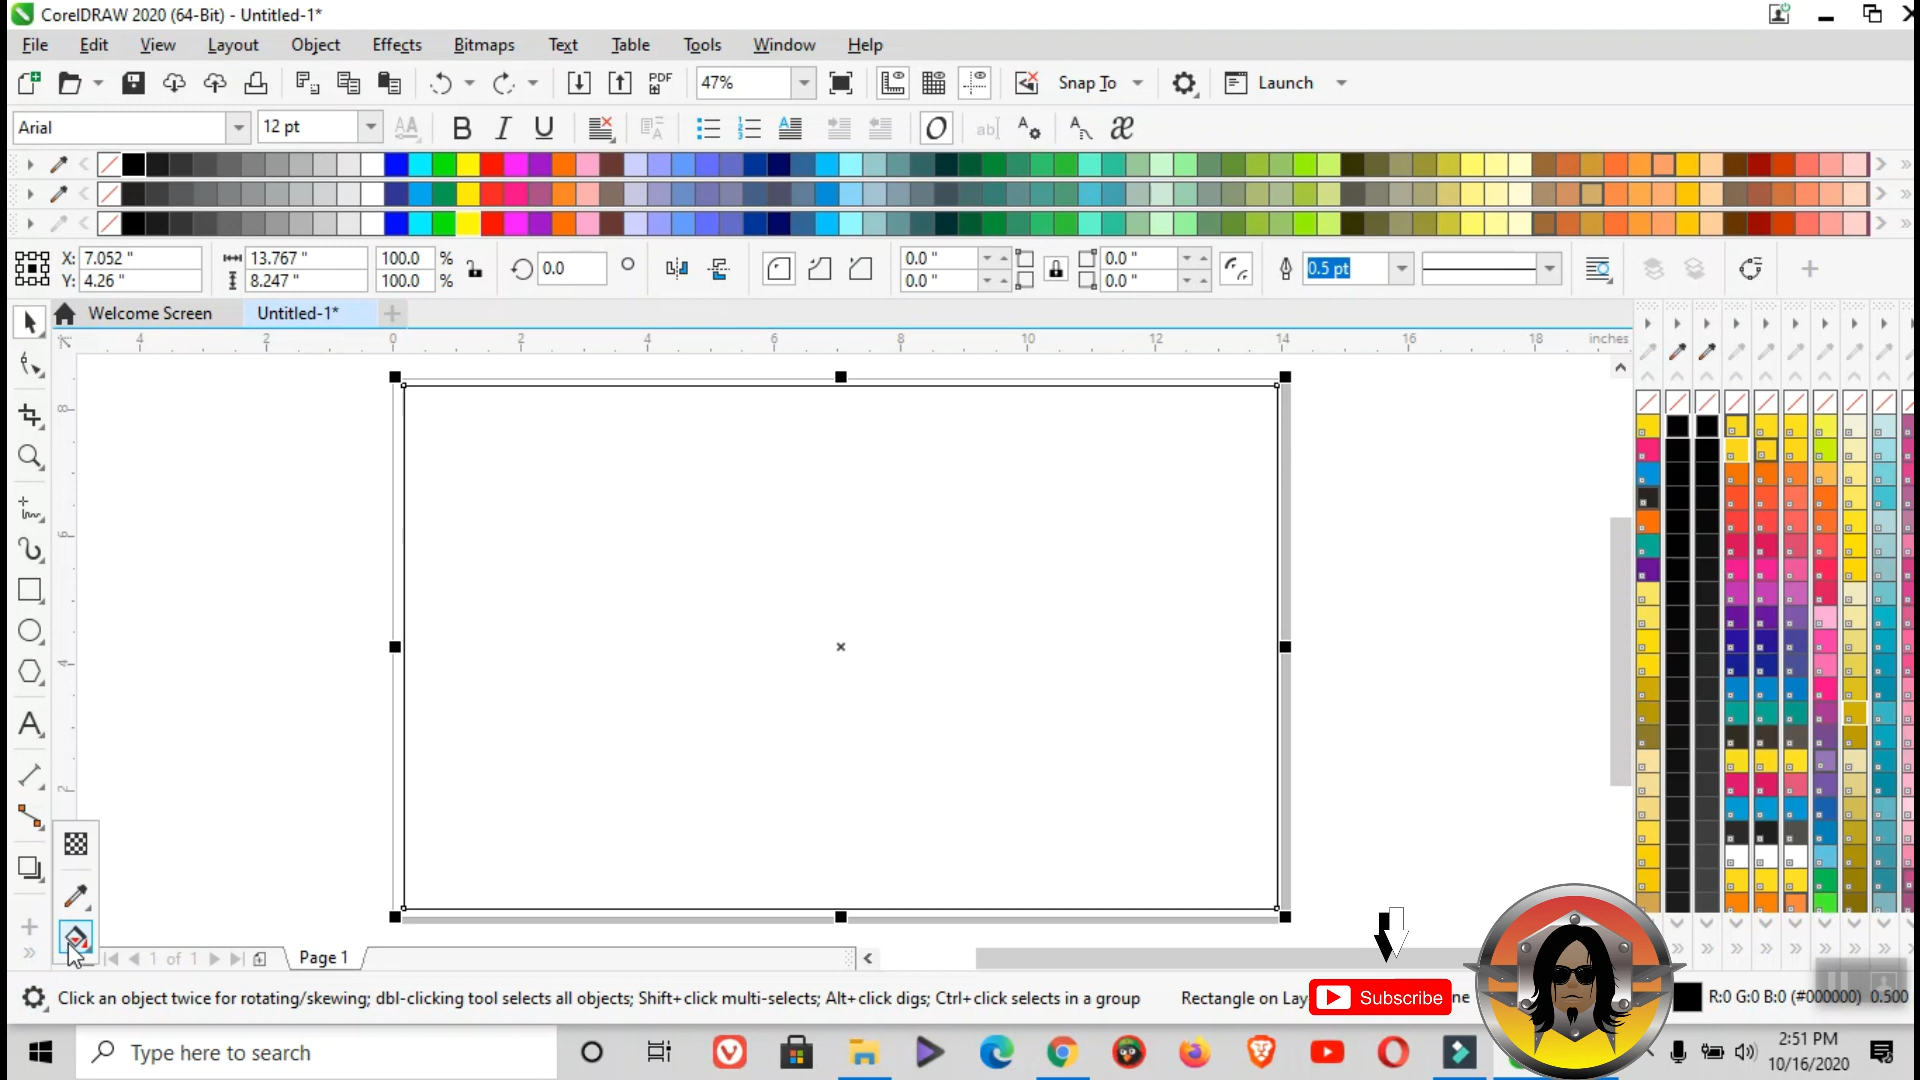 CorelDRAW 2020 (64-Bit) - Untitled-1*
File Edit View Layout Object Effects Bitmaps Text Table Tools Window Help
PDF 47% Snap To Launch
Arial 12 pt
X: 7.052 " 13.767 " 100.0 % 0.0 0.0 " 0.0 " 0.5 pt
Y: 4.26 " 8.247 " 100.0 % 0.0 " 0.0 "
Welcome Screen Untitled-1*
4 2 0 2 4 6 8 10 12 14 16 18 inches
8
6
4
2
1 of 1 Page 1
Click an object twice for rotating/skewing; dbl-clicking tool selects all objects; Shift+click multi-selects; Alt+click digs; Ctrl+click selects in a group Rectangle on Lay Subscribe ne R:0 G:0 B:0 (#000000) 0.500
Type here to search
2:51 PM
10/16/2020